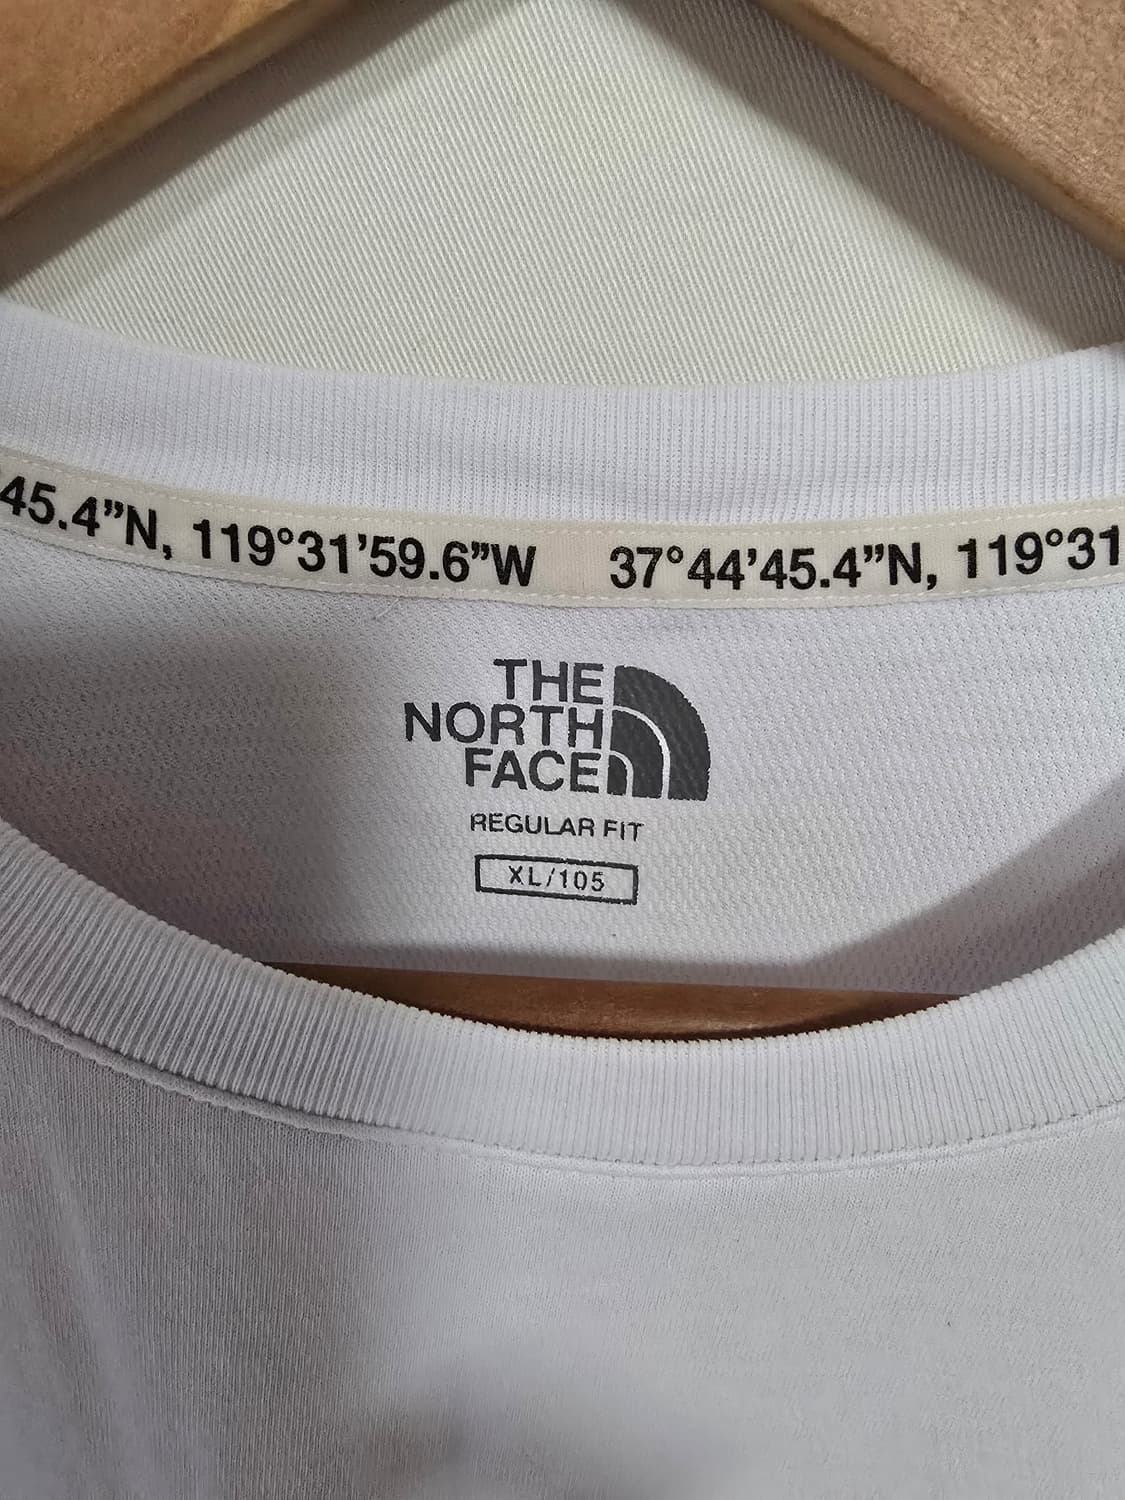 45.4”N, 119°31’59.6”W 37°44’45.4”N, 119°31
THE
NORTH
FACE
REGULAR FIT
XL/105